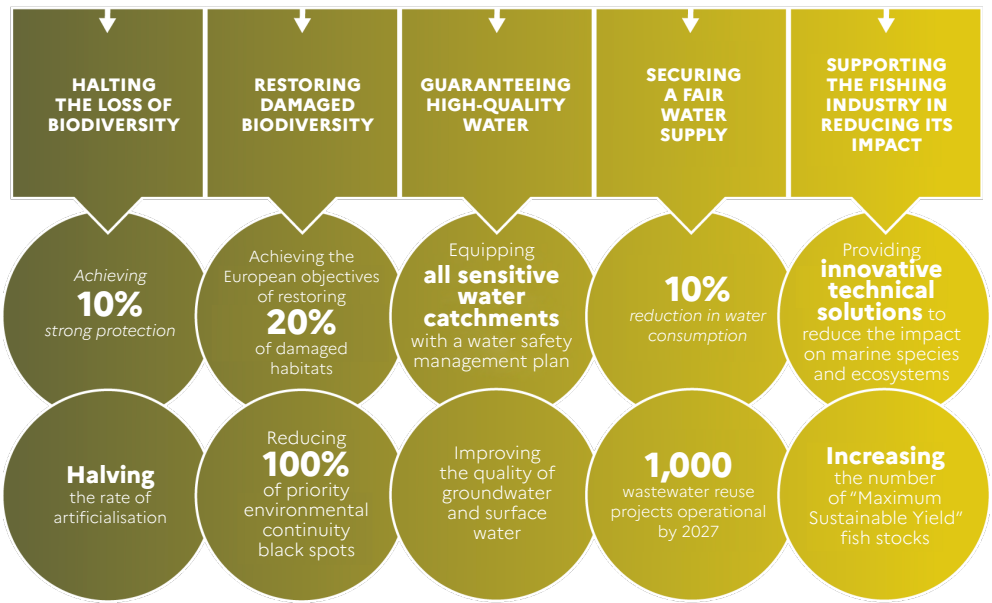 HALTING
THE LOSS OF
BIODIVERSITY
RESTORING
DAMAGED
BIODIVERSITY
GUARANTEEING
HIGH-QUALITY
WATER
SECURING
A FAIR
WATER
SUPPLY
SUPPORTING
THE FISHING
INDUSTRY IN
REDUCING ITS
IMPACT
Achieving
10%
strong protection
Achieving the
European objectives
of restoring
20%
of damaged
habitats
Equipping
all sensitive
water
catchments
with a water safety
management plan
10%
reduction in water
consumption
Providing
innovative
technical
solutions to
reduce the impact
on marine species
and ecosystems
Halving
the rate of
artificialisation
Reducing
100%
of priority
environmental
continuity
black spots
Improving
the quality of
groundwater
and surface
water
1,000
wastewater reuse
projects operational
by 2027
Increasing
the number
of “Maximum
Sustainable Yield”
fish stocks